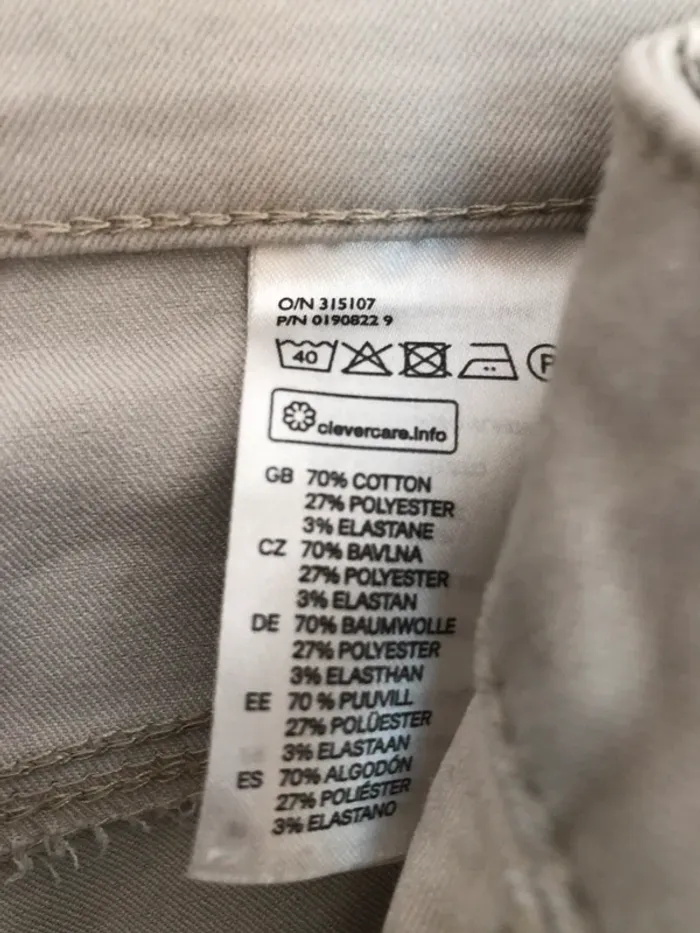 O/N 315107
P/N 0190822 9
40 P
clevercare.info
GB 70% COTTON
27% POLYESTER
3% ELASTANE
CZ 70% BAVLNA
27% POLYESTER
3% ELASTAN
DE 70% BAUMWOLLE
27% POLYESTER
3% ELASTHAN
EE 70 % PUUVILL
27% POLÜESTER
3% ELASTAAN
ES 70% ALGODÓN
27% POLIÉSTER
3% ELASTANO